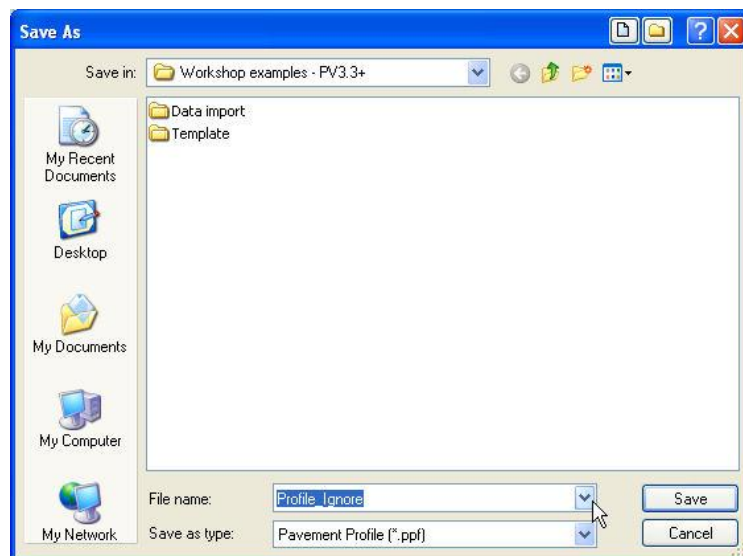 Save As
Save in:
Workshop examples - PV3.3+
Data import
Template
My Recent
Documents
Desktop
My Documents
My Computer
My Network
File name:
Profile_Ignore
Save
Save as type:
Pavement Profile (*.ppf)
Cancel